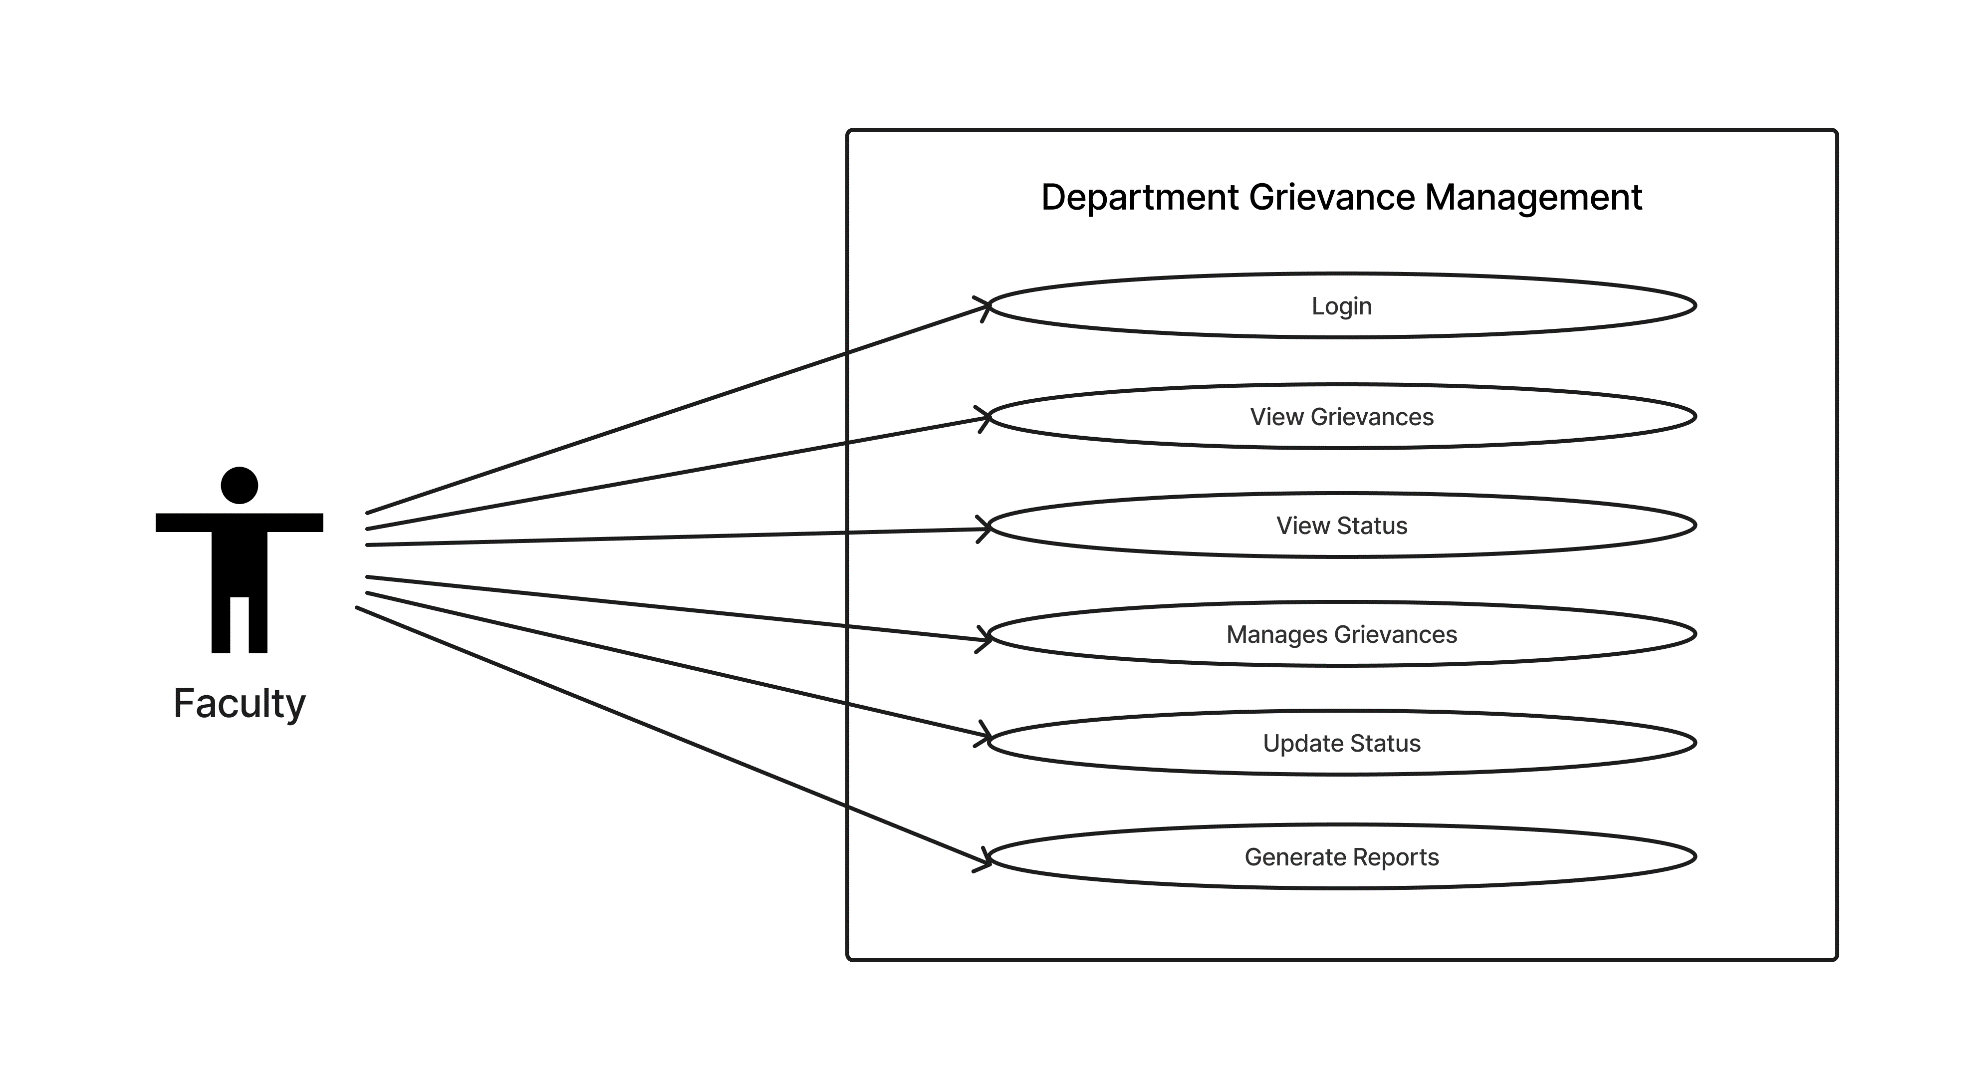 Department Grievance Management
Login
View Grievances
View Status
Manages Grievances
Update Status
Generate Reports
Faculty